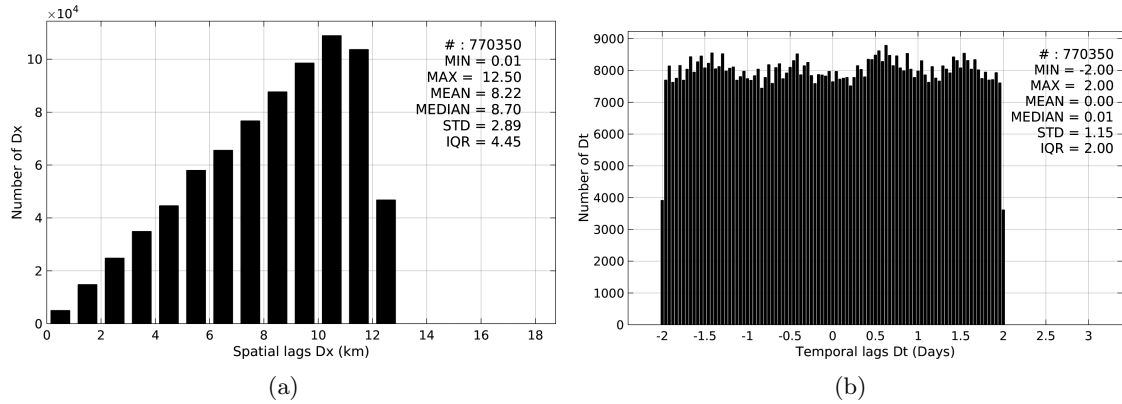 ×10⁴
10
8
6
4
2
0
Number of Dx
# : 770350
MIN = 0.01
MAX = 12.50
MEAN = 8.22
MEDIAN = 8.70
STD = 2.89
IQR = 4.45
0 2 4 6 8 10 12 14 16 18
Spatial lags Dx (km)
(a)
9000
8000
7000
6000
5000
4000
3000
2000
1000
0
Number of Dt
# : 770350
MIN = -2.00
MAX = 2.00
MEAN = 0.00
MEDIAN = 0.01
STD = 1.15
IQR = 2.00
-2 -1.5 -1 -0.5 0 0.5 1 1.5 2 2.5 3
Temporal lags Dt (Days)
(b)